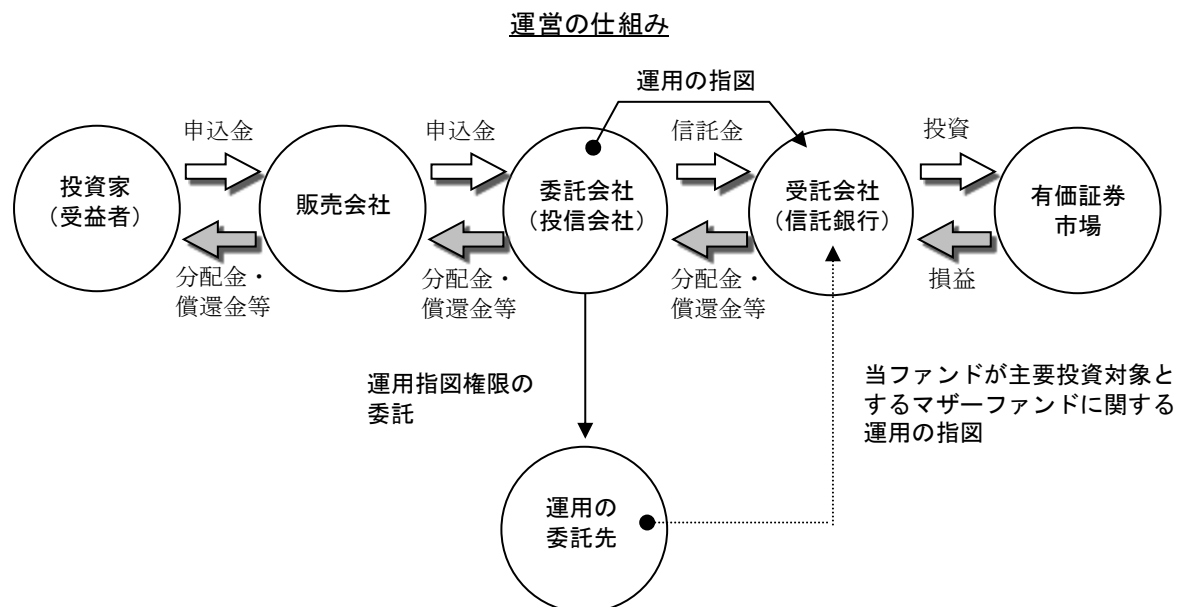 運営の仕組み
運用の指図
申込金
申込金
信託金
投資
投資家
（受益者）
販売会社
委託会社
（投信会社）
受託会社
（信託銀行）
有価証券
市場
分配金・
償還金等
分配金・
償還金等
分配金・
償還金等
損益
運用指図権限の
委託
当ファンドが主要投資対象と
するマザーファンドに関する
運用の指図
運用の
委託先